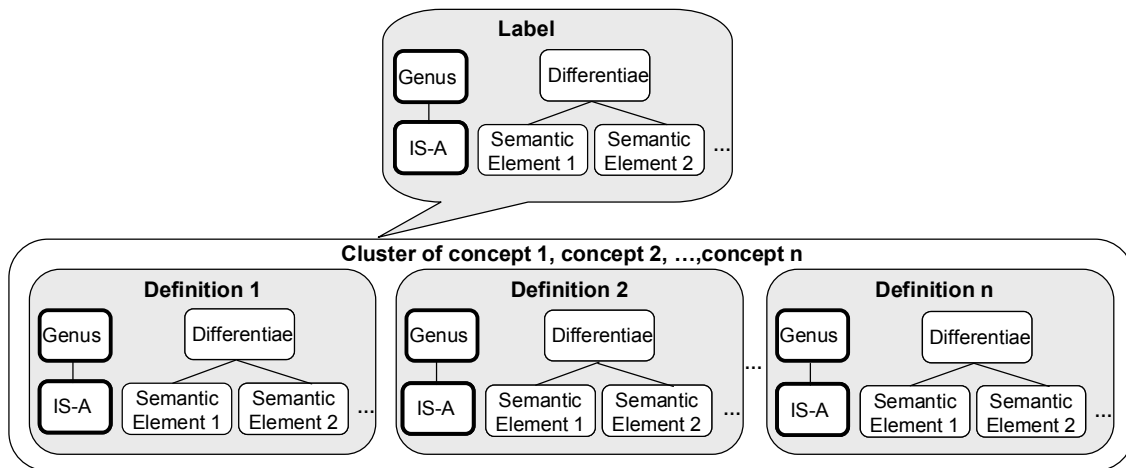 Label
Genus
Differentiae
IS-A
Semantic
Element 1
Semantic
Element 2
...
Cluster of concept 1, concept 2, ...,concept n
Definition 1
Genus
Differentiae
IS-A
Semantic
Element 1
Semantic
Element 2
...
Definition 2
Genus
Differentiae
IS-A
Semantic
Element 1
Semantic
Element 2
...
...
Definition n
Genus
Differentiae
IS-A
Semantic
Element 1
Semantic
Element 2
...